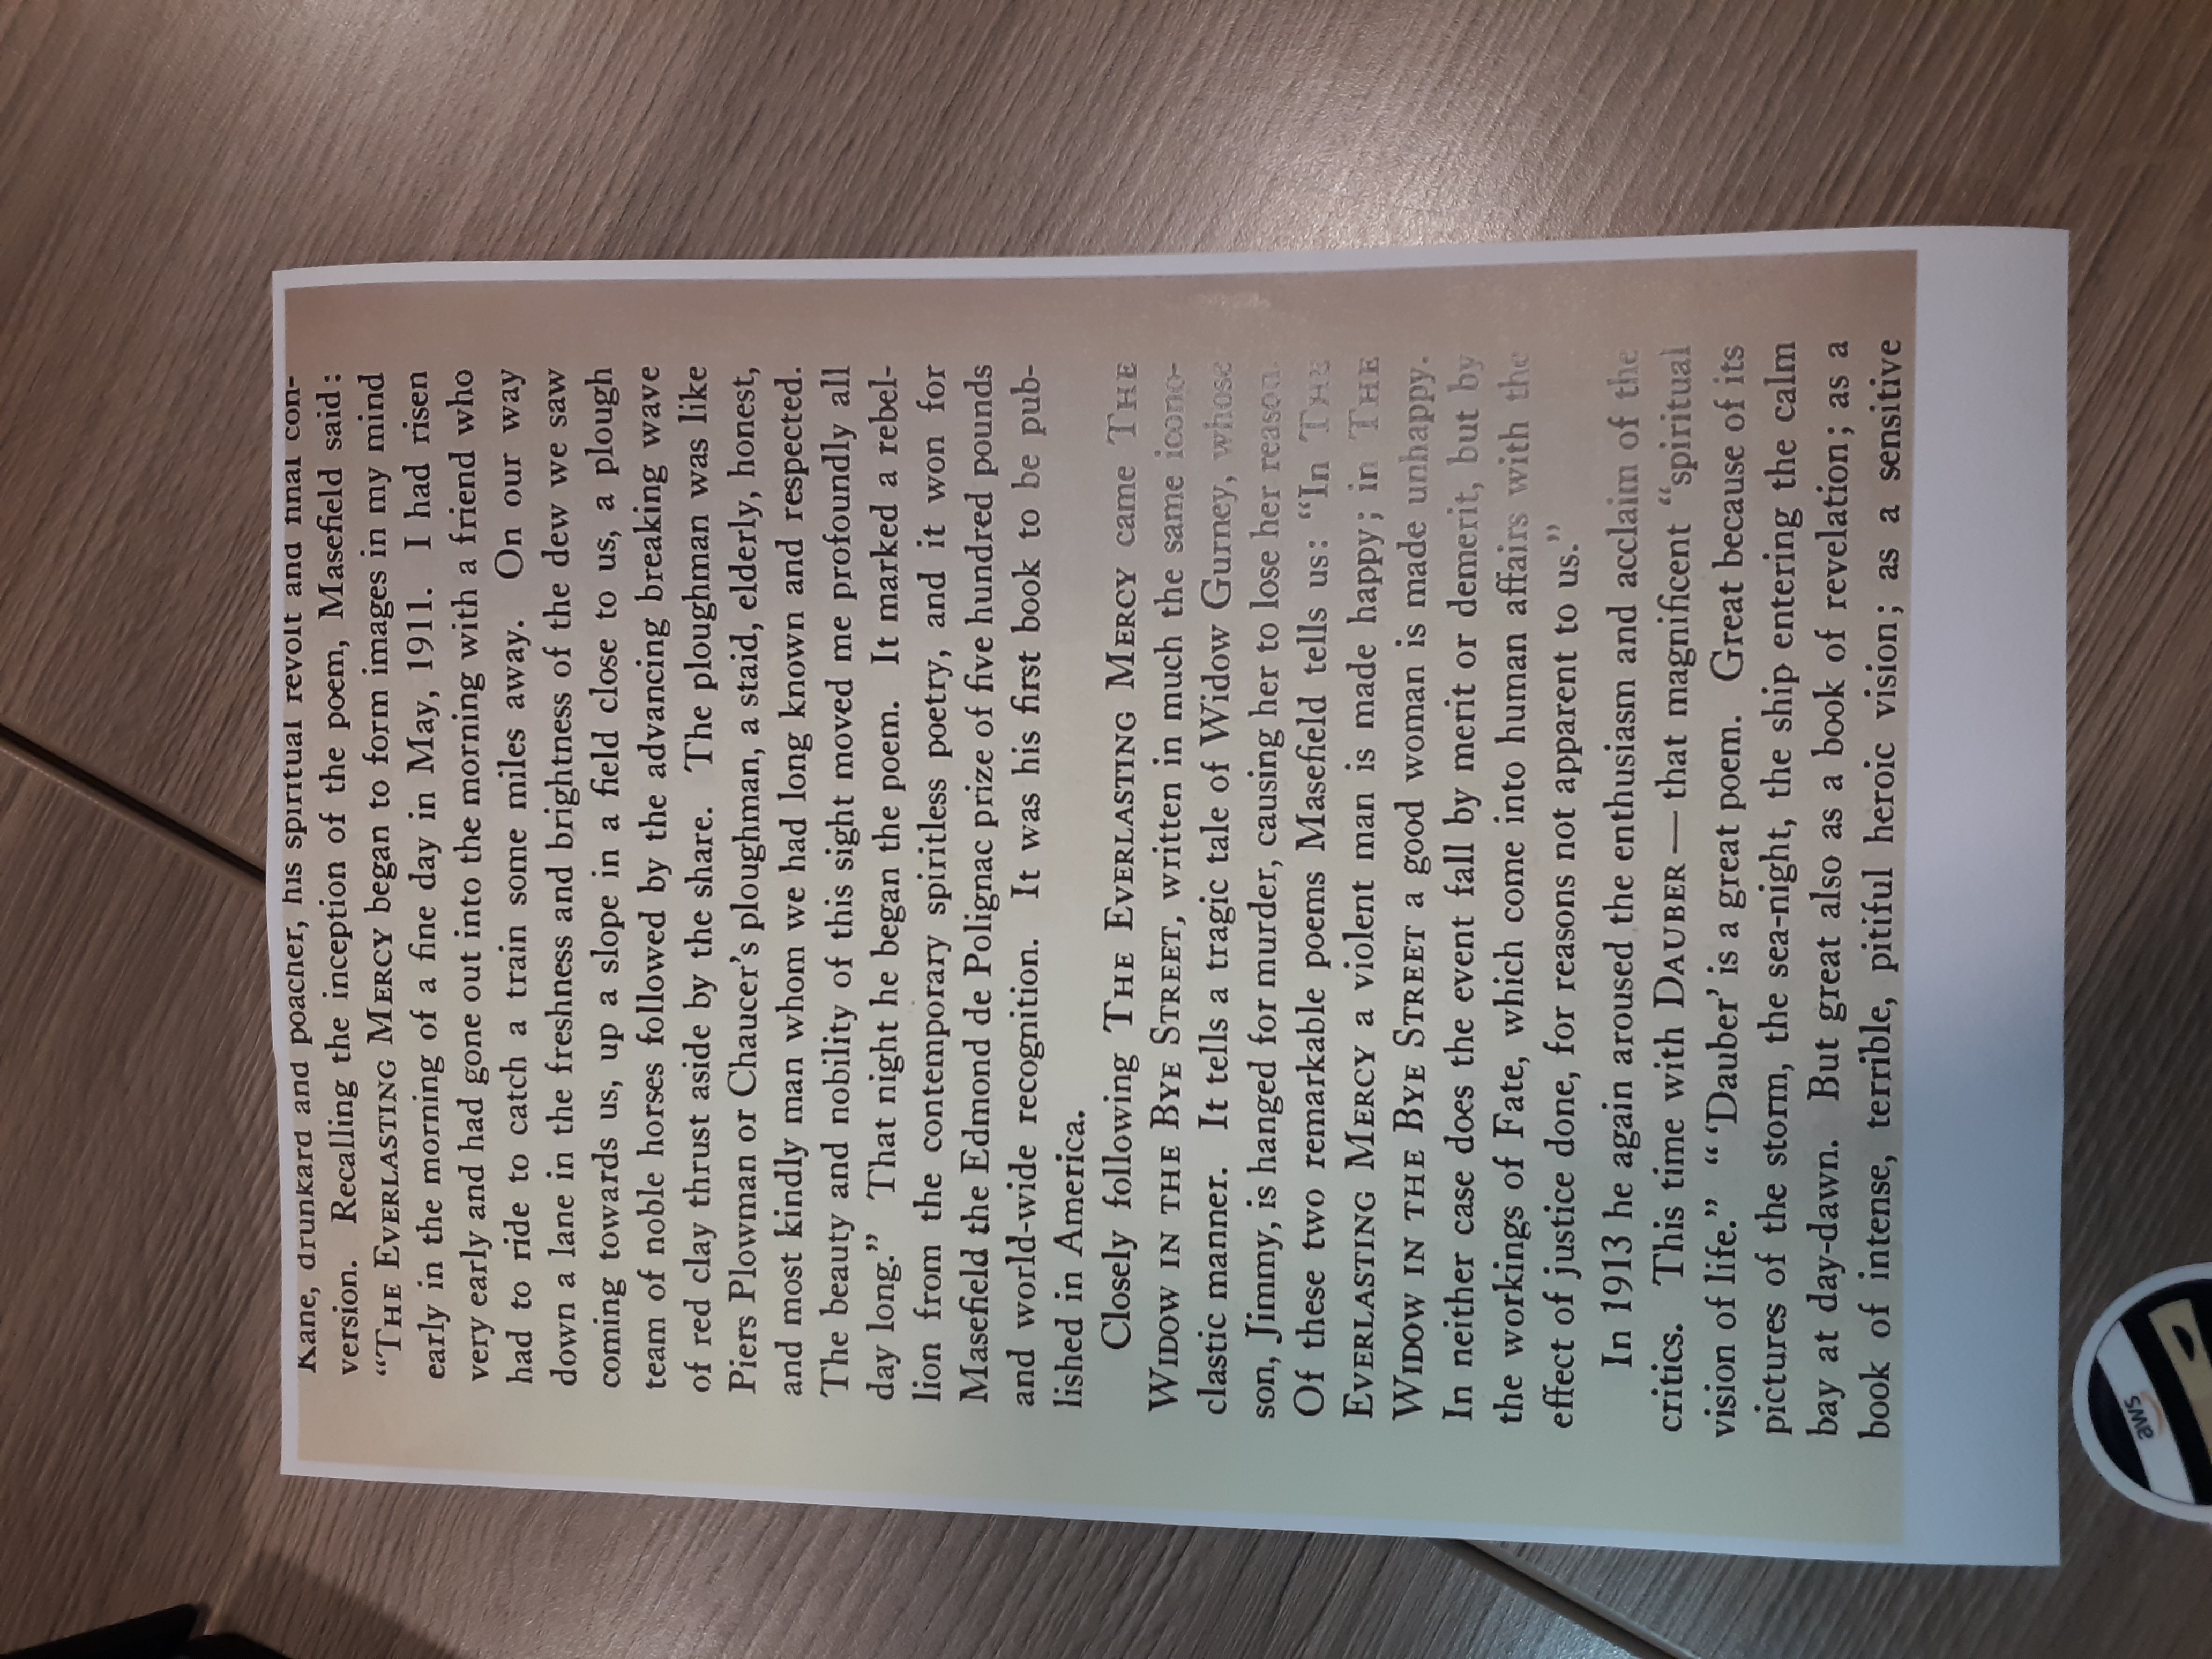 Kane, drunkard and poacher, his spiritual revolt and final con-
version. Recalling the inception of the poem, Masefield said:
“THE EVERLASTING MERCY began to form images in my mind
early in the morning of a fine day in May, 1911. I had risen
very early and had gone out into the morning with a friend who
had to ride to catch a train some miles away. On our way
down a lane in the freshness and brightness of the dew we saw
coming towards us, up a slope in a field close to us, a plough
team of noble horses followed by the advancing breaking wave
of red clay thrust aside by the share. The ploughman was like
Piers Plowman or Chaucer’s ploughman, a staid, elderly, honest,
and most kindly man whom we had long known and respected.
The beauty and nobility of this sight moved me profoundly all
day long.” That night he began the poem. It marked a rebel-
lion from the contemporary spiritless poetry, and it won for
Masefield the Edmond de Polignac prize of five hundred pounds
and world-wide recognition. It was his first book to be pub-
lished in America.
Closely following THE EVERLASTING MERCY came THE
WIDOW IN THE BYE STREET, written in much the same icono-
clastic manner. It tells a tragic tale of Widow Gurney, whose
son, Jimmy, is hanged for murder, causing her to lose her reason.
Of these two remarkable poems Masefield tells us: “In THE
EVERLASTING MERCY a violent man is made happy; in THE
WIDOW IN THE BYE STREET a good woman is made unhappy.
In neither case does the event fall by merit or demerit, but by
the workings of Fate, which come into human affairs with the
effect of justice done, for reasons not apparent to us.”
In 1913 he again aroused the enthusiasm and acclaim of the
critics. This time with DAUBER — that magnificent “spiritual
vision of life.” “ ‘Dauber’ is a great poem. Great because of its
pictures of the storm, the sea-night, the ship entering the calm
bay at day-dawn. But great also as a book of revelation; as a
book of intense, terrible, pitiful heroic vision; as a sensitive
aws